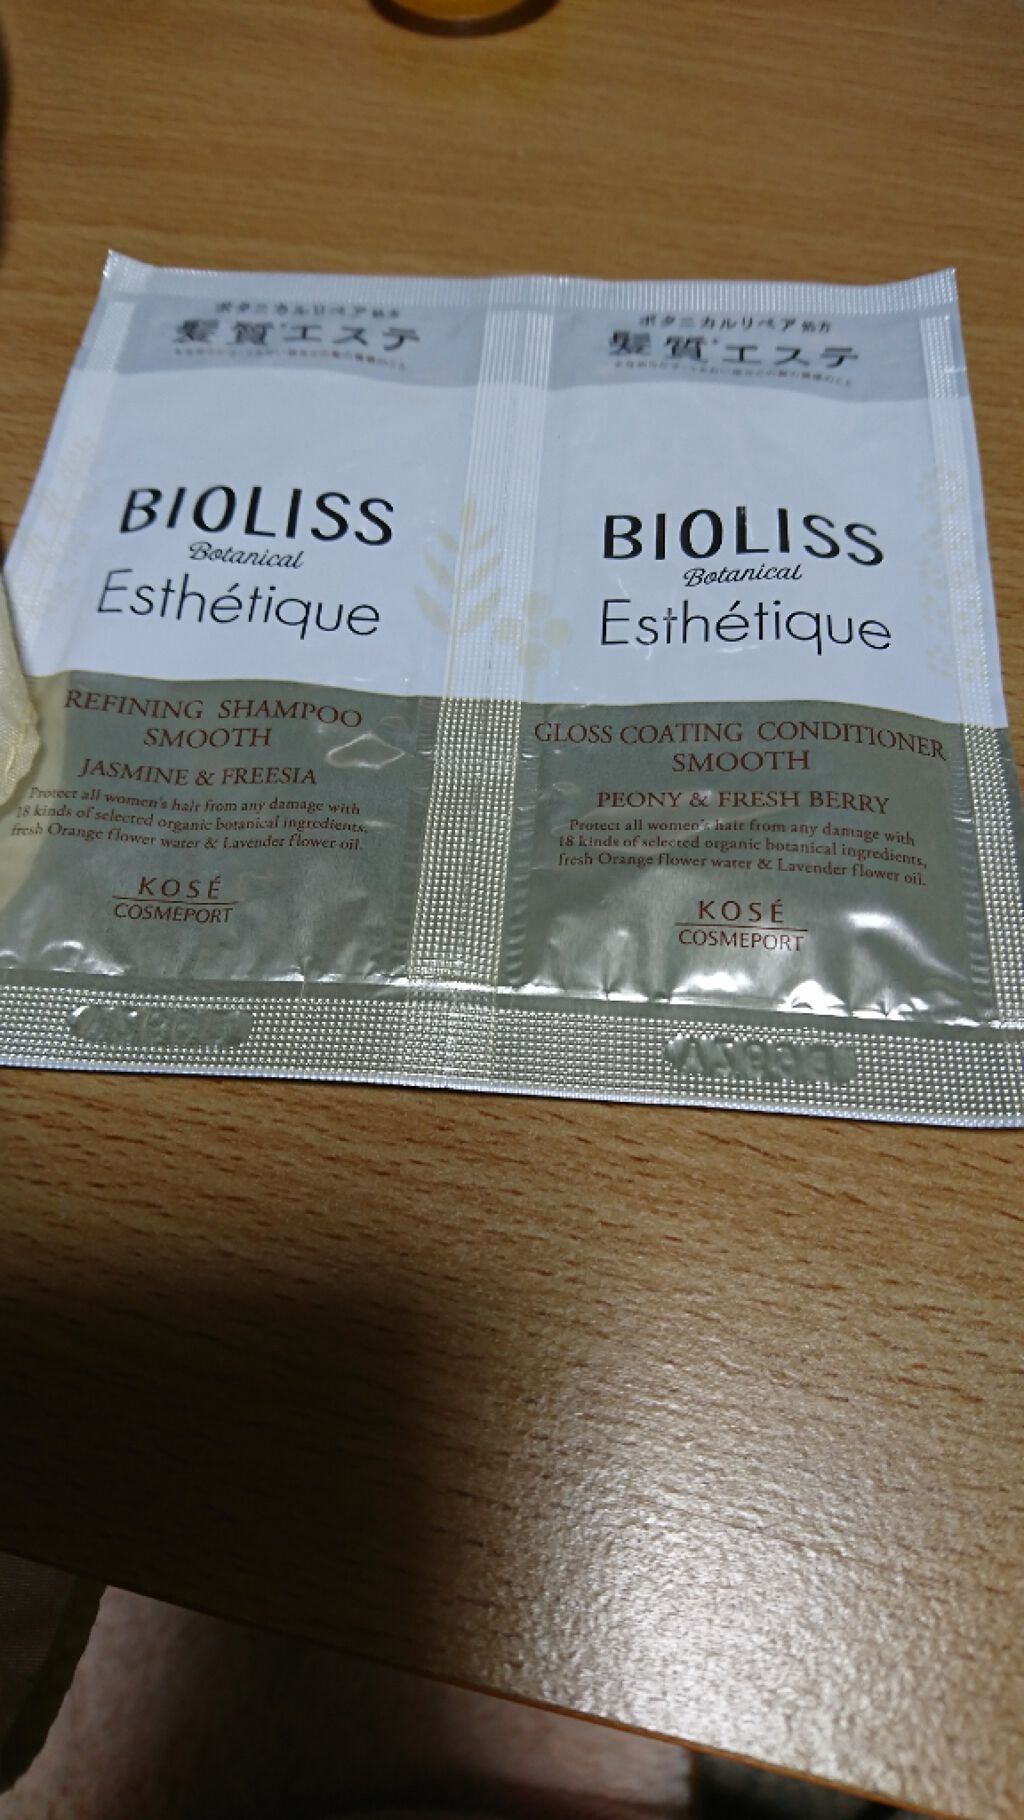 ボタニカルリペア処方
髪質*エステ
BIOLISS
Botanical
Esthétique
REFINING SHAMPOO
SMOOTH
JASMINE & FREESIA
Protect all women's hair from any damage with
18 kinds of selected organic botanical ingredients,
fresh Orange flower water & Lavender flower oil.
KOSÉ
COSMEPORT
ボタニカルリペア処方
髪質*エステ
BIOLISS
Botanical
Esthétique
GLOSS COATING CONDITIONER
SMOOTH
PEONY & FRESH BERRY
Protect all women's hair from any damage with
18 kinds of selected organic botanical ingredients,
fresh Orange flower water & Lavender flower oil.
KOSÉ
COSMEPORT